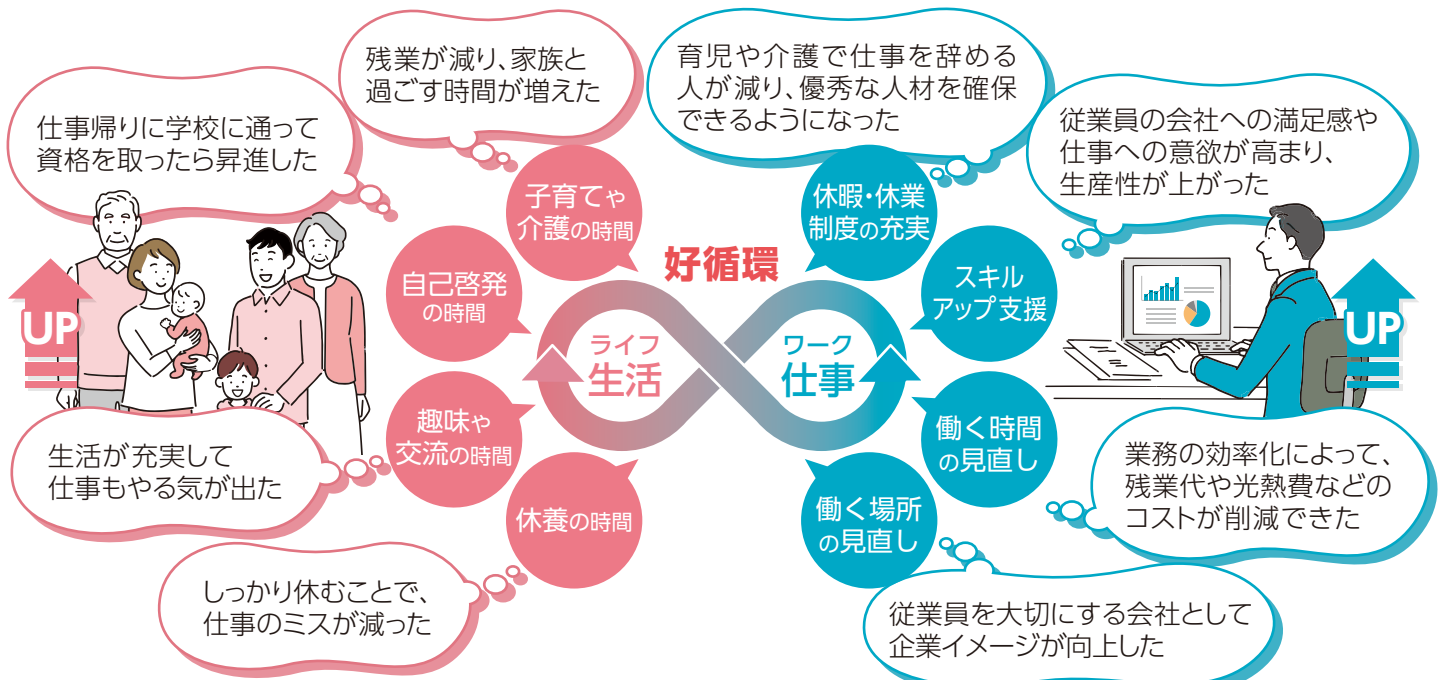 残業が減り、家族と
過ごす時間が増えた
育児や介護で仕事を辞める
人が減り、優秀な人材を確保
できるようになった
仕事帰りに学校に通って
資格を取ったら昇進した
従業員の会社への満足感や
仕事への意欲が高まり、
生産性が上がった
子育てや
介護の時間
休暇・休業
制度の充実
好循環
自己啓発
の時間
スキル
アップ支援
UP
UP
ライフ
生活
ワーク
仕事
趣味や
交流の時間
働く時間
の見直し
生活が充実して
仕事もやる気が出た
業務の効率化によって、
残業代や光熱費などの
コストが削減できた
休養の時間
働く場所
の見直し
しっかり休むことで、
仕事のミスが減った
従業員を大切にする会社として
企業イメージが向上した